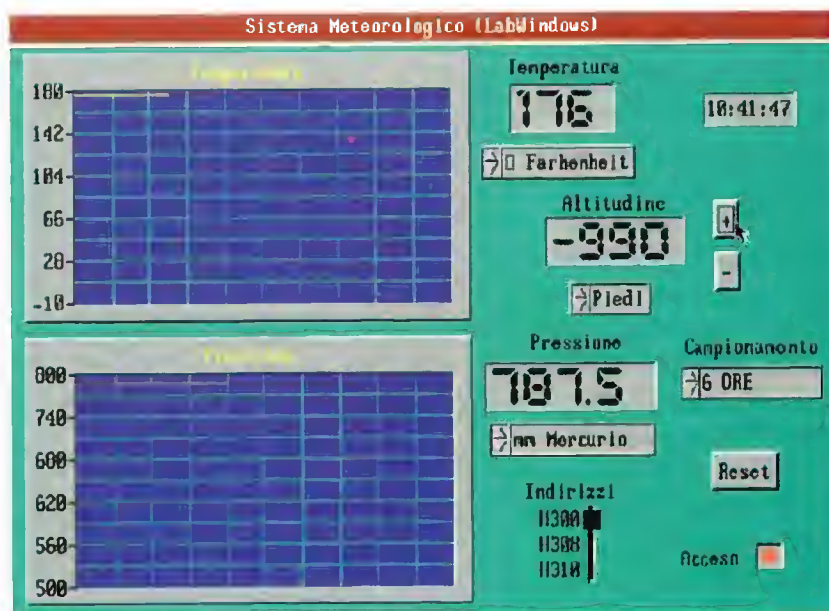 Sistema Meteorologico (LabWindows)
Temperatura
180
142
104
66
28
-10
Temperatura
176
10:41:47
Farhenheit
Altitudine
-990
+
-
Piedi
Pressione
800
740
680
620
560
500
Pressione
787.5
mm Mercurio
Campionamento
6 ORE
Reset
Indirizzi
H300
H308
H310
Acceso